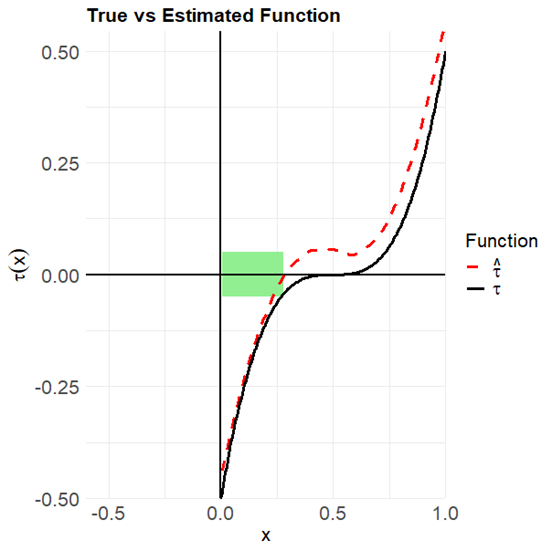 True vs Estimated Function
0.50
0.25
0.00
-0.25
-0.50
τ(x)
-0.5
0.0
0.5
1.0
x
Function
τ̂
τ